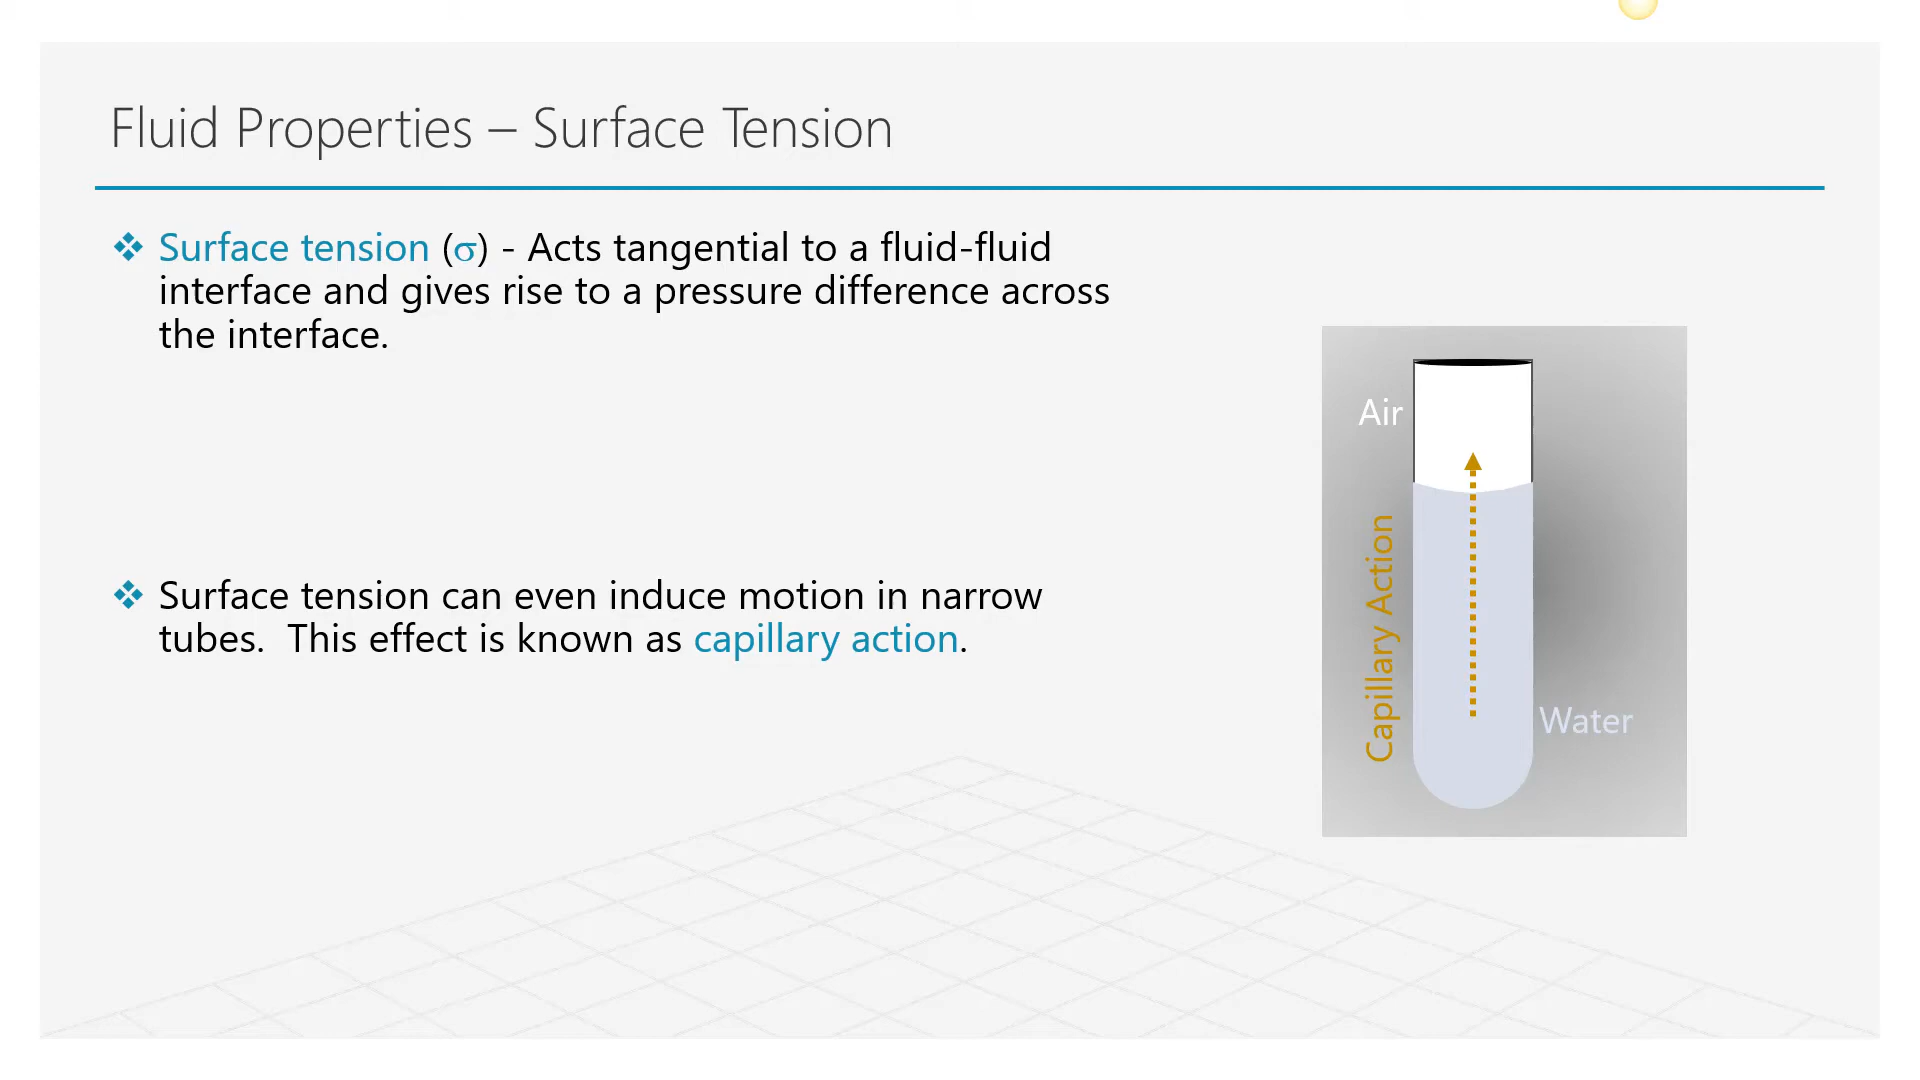 Fluid Properties – Surface Tension
Surface tension (σ) - Acts tangential to a fluid-fluid
interface and gives rise to a pressure difference across
the interface.
Surface tension can even induce motion in narrow
tubes.  This effect is known as capillary action.
Air
Capillary Action
Water